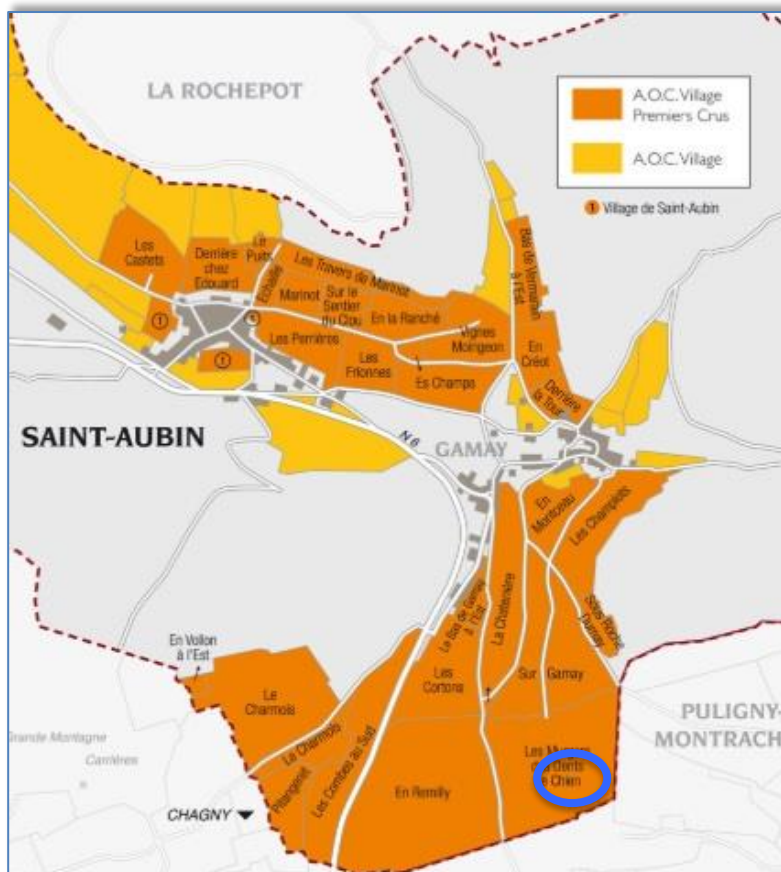 LA ROCHEPOT
A.O.C. Village
Premiers Crus
A.O.C. Village
① Village de Saint-Aubin
Les
Castets
Derrière
chez
Edouard
Le
Puits
Echaille
Les Travers de Marinot
Marinot
Sur le
Sentier
du Clou
En la Ranché
Vignes
Moingeon
Bas de Vermarain
à l'Est
①
①
①
Les Perrières
Les
Frionnes
Es Champs
En
Créot
Derrière
la Tour
SAINT-AUBIN
N 6
GAMAY
En
Montceau
Les Champlots
Le Bas de Gamay
à l'Est
La Chatenière
Sous Roche
Dumay
En Vollon
à l'Est
Le
Charmois
Les
Cortons
Sur Gamay
PULIGNY-
MONTRACH
Grande Montagne
Carrières
La Charmois
Pitangeret
Les Combes au Sud
En Remilly
Les Murgers
des Dents
de Chien
CHAGNY